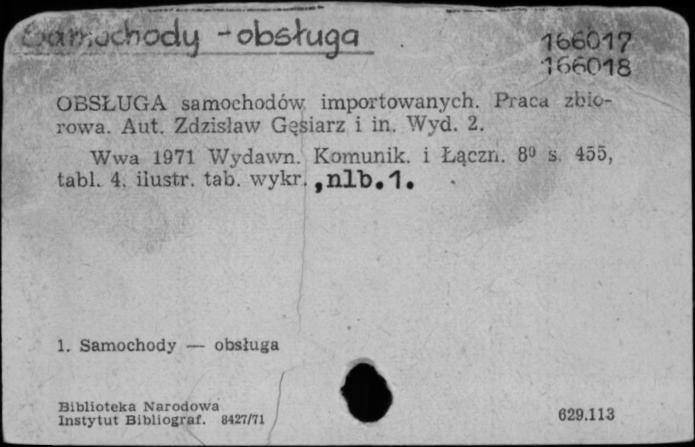 Samochody - obsługa
166017
166018
OBSŁUGA samochodów importowanych. Praca zbio-
rowa. Aut. Zdzisław Gęsiarz i in. Wyd. 2.
Wwa 1971 Wydawn. Komunik. i Łączn. 8⁰ s. 455,
tabl. 4, ilustr. tab. wykr. ,nlb.1.
1. Samochody — obsługa
Biblioteka Narodowa
Instytut Bibliograf. 8427/71
629.113